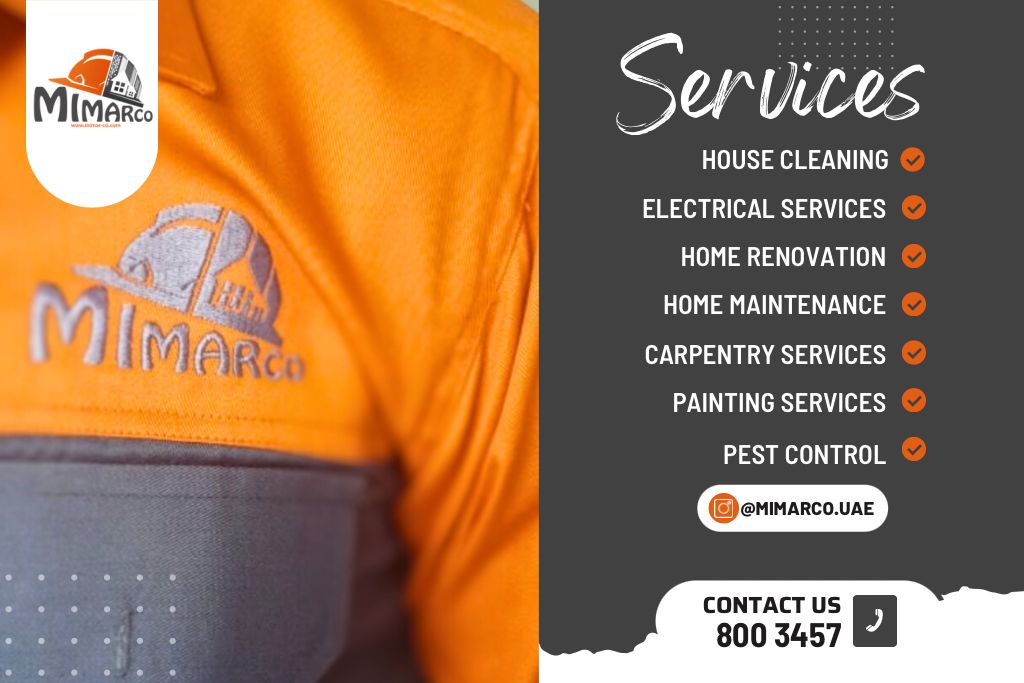 MIMARCO
MIMARCO
Services
HOUSE CLEANING
ELECTRICAL SERVICES
HOME RENOVATION
HOME MAINTENANCE
CARPENTRY SERVICES
PAINTING SERVICES
PEST CONTROL
@MIMARCO.UAE
CONTACT US
800 3457